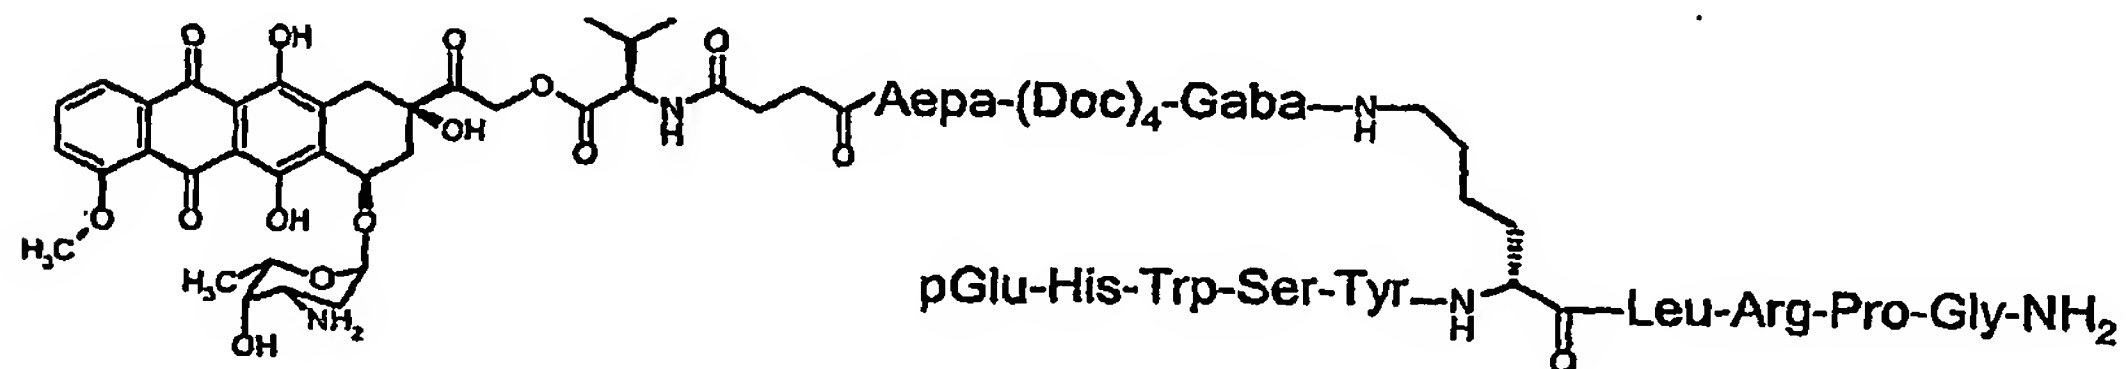 O OH O O
O
Aepa-(Doc)4-Gaba-N
H
OH
O
N
H
O
O
O OH
O
H3C
H3C O
NH2
OH
pGlu-His-Trp-Ser-Tyr-N
H
Leu-Arg-Pro-Gly-NH2
O